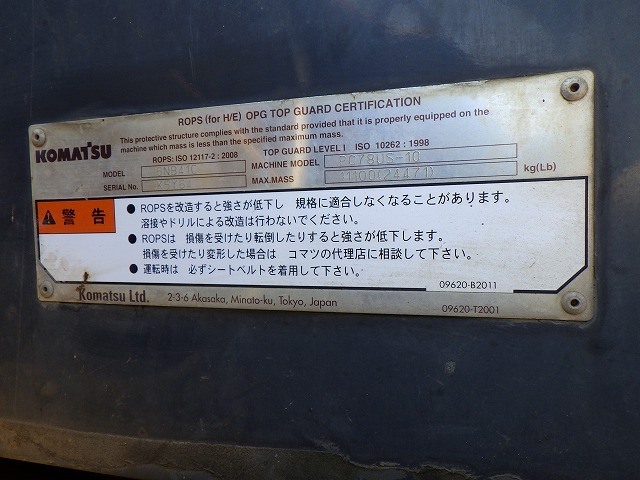 ROPS (for H/E) OPG TOP GUARD CERTIFICATION
This protective structure complies with the standard provided that it is properly equipped on the
machine which mass is less than the specified maximum mass.
KOMATSU
ROPS: ISO 12117-2 : 2008 TOP GUARD LEVEL I ISO 10262 : 1998
MODEL MACHINE MODEL PC78US-10
SERIAL No. MAX.MASS 11100(24471) kg(Lb)
警告
● ROPSを改造すると強さが低下し 規格に適合しなくなることがあります。
溶接やドリルによる改造は行わないでください。
● ROPSは 損傷を受けたり転倒したりすると強さが低下します。
損傷を受けたり変形した場合は コマツの代理店に相談して下さい。
● 運転時は 必ずシートベルトを着用して下さい。
09620-B2011
Komatsu Ltd. 2-3-6 Akasaka, Minato-ku, Tokyo, Japan 09620-T2001